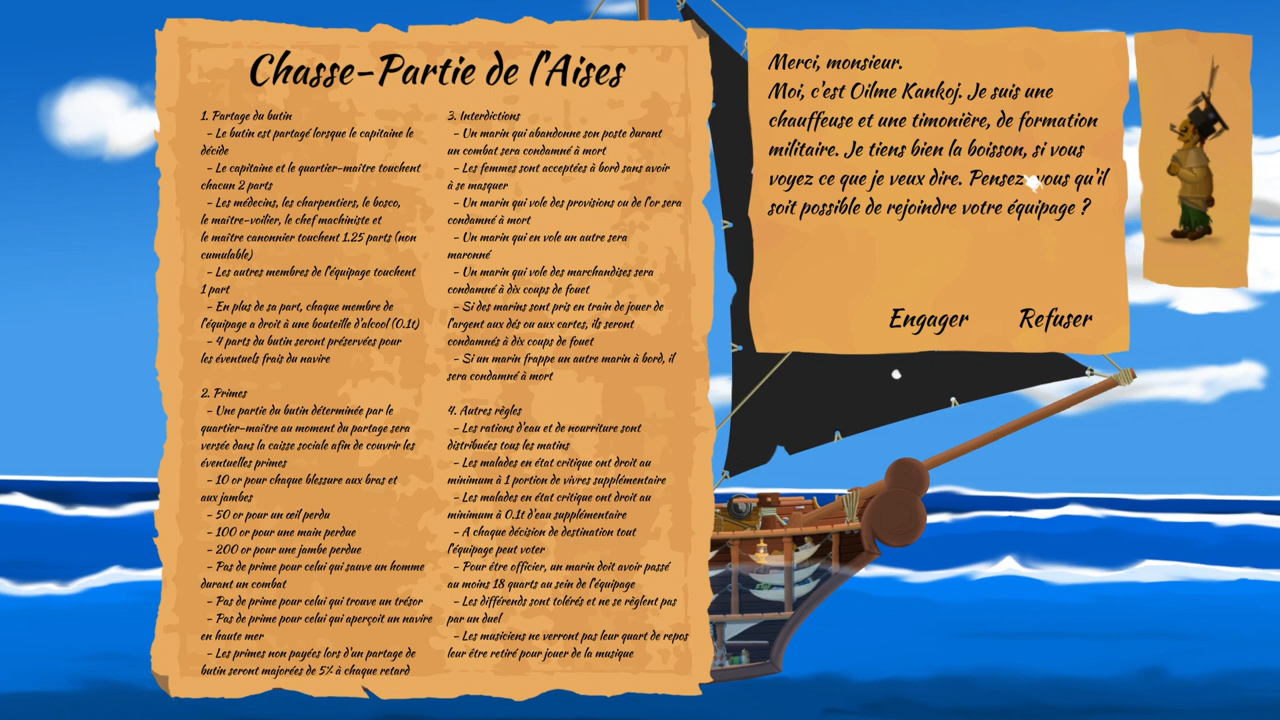 Chasse-Partie de l'Aises
1. Partage du butin
- Le butin est partagé lorsque le capitaine le
décide
- Le capitaine et le quartier-maître touchent
chacun 2 parts
- Les médecins, les charpentiers, le bosco,
le maître-voilier, le chef machiniste et
le maître canonnier touchent 1.25 parts (non
cumulable)
- Les autres membres de l'équipage touchent
1 part
- En plus de sa part, chaque membre de
l'équipage a droit à une bouteille d'alcool (0.1t)
- 4 parts du butin seront préservées pour
les éventuels frais du navire
2. Primes
- Une partie du butin déterminée par le
quartier-maître au moment du partage sera
versée dans la caisse sociale afin de couvrir les
éventuelles primes
- 10 or pour chaque blessure aux bras et
aux jambes
- 50 or pour un œil perdu
- 100 or pour une main perdue
- 200 or pour une jambe perdue
- Pas de prime pour celui qui sauve un homme
durant un combat
- Pas de prime pour celui qui trouve un trésor
- Pas de prime pour celui qui aperçoit un navire
en haute mer
- Les primes non payées lors d'un partage de
butin seront majorées de 5% à chaque retard
3. Interdictions
- Un marin qui abandonne son poste durant
un combat sera condamné à mort
- Les femmes sont acceptées à bord sans avoir
à se masquer
- Un marin qui vole des provisions ou de l'or sera
condamné à mort
- Un marin qui en vole un autre sera
maronné
- Un marin qui vole des marchandises sera
condamné à dix coups de fouet
- Si des marins sont pris en train de jouer de
l'argent aux dés ou aux cartes, ils seront
condamnés à dix coups de fouet
- Si un marin frappe un autre marin à bord, il
sera condamné à mort
4. Autres règles
- Les rations d'eau et de nourriture sont
distribuées tous les matins
- Les malades en état critique ont droit au
minimum à 1 portion de vivres supplémentaire
- Les malades en état critique ont droit au
minimum à 0.1t d'eau supplémentaire
- A chaque décision de destination tout
l'équipage peut voter
- Pour être officier, un marin doit avoir passé
au moins 18 quarts au sein de l'équipage
- Les différends sont tolérés et ne se règlent pas
par un duel
- Les musiciens ne verront pas leur quart de repos
leur être retiré pour jouer de la musique
Merci, monsieur.
Moi, c'est Oilme Kankoj. Je suis une
chauffeuse et une timonière, de formation
militaire. Je tiens bien la boisson, si vous
voyez ce que je veux dire. Pensez-vous qu'il
soit possible de rejoindre votre équipage ?
Engager Refuser